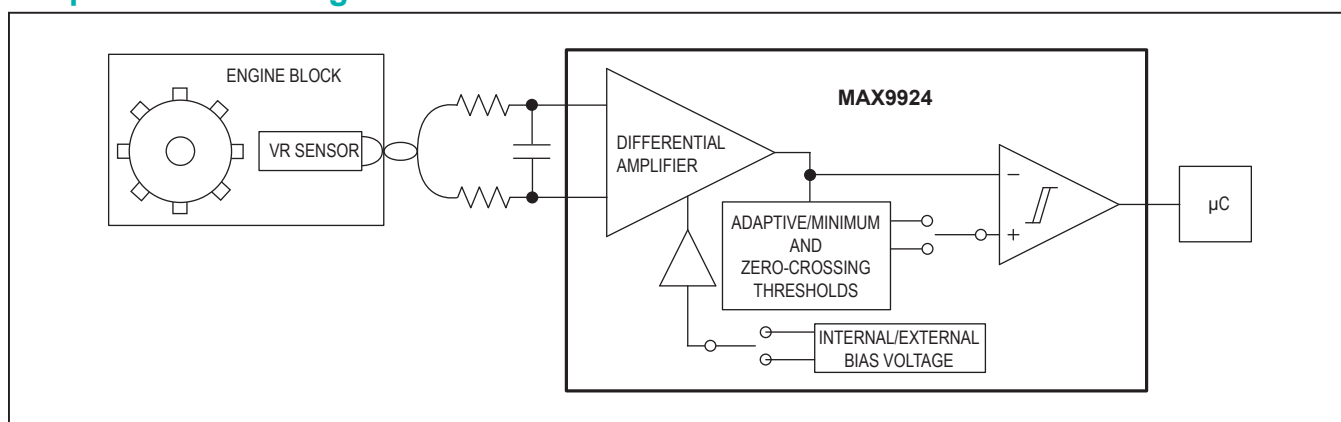 ENGINE BLOCK
VR SENSOR
MAX9924
DIFFERENTIAL
AMPLIFIER
ADAPTIVE/MINIMUM
AND
ZERO-CROSSING
THRESHOLDS
INTERNAL/EXTERNAL
BIAS VOLTAGE
−
+
µC